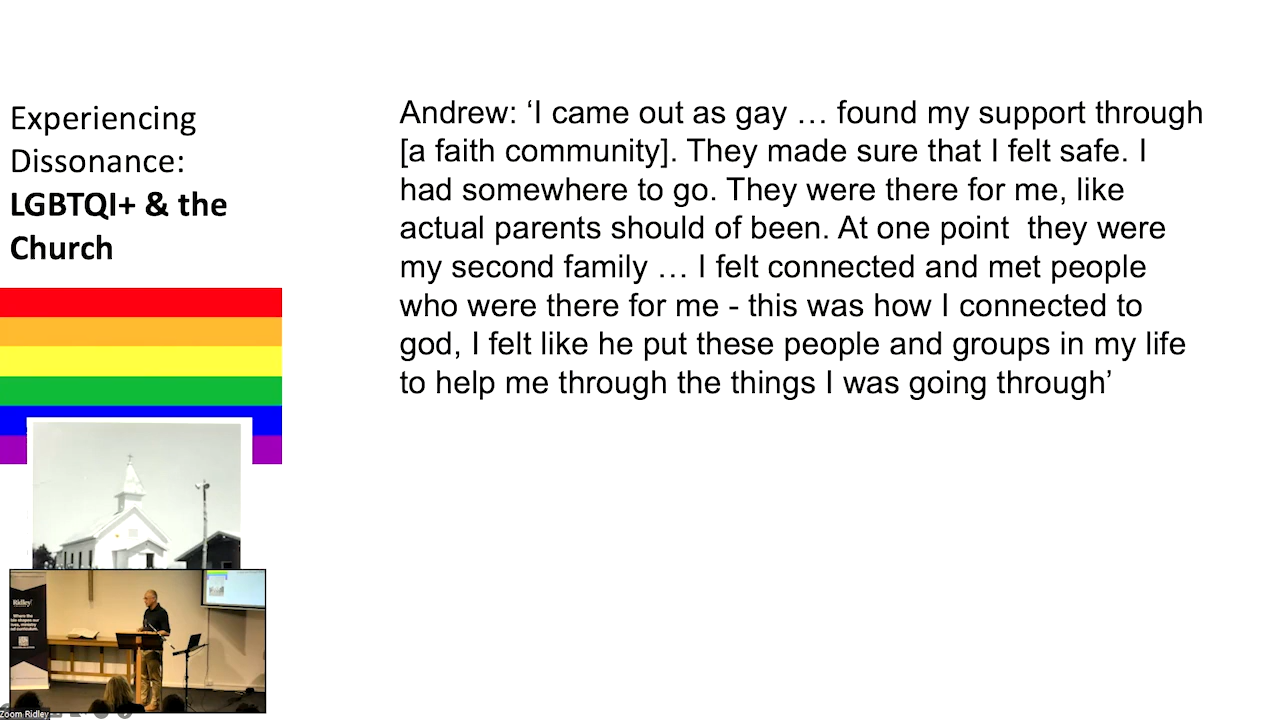 Experiencing
Dissonance:
LGBTQI+ & the
Church
Andrew: ‘I came out as gay … found my support through
[a faith community]. They made sure that I felt safe. I
had somewhere to go. They were there for me, like
actual parents should of been. At one point  they were
my second family … I felt connected and met people
who were there for me - this was how I connected to
god, I felt like he put these people and groups in my life
to help me through the things I was going through’
Ridley
Where the
Zoom Ridley